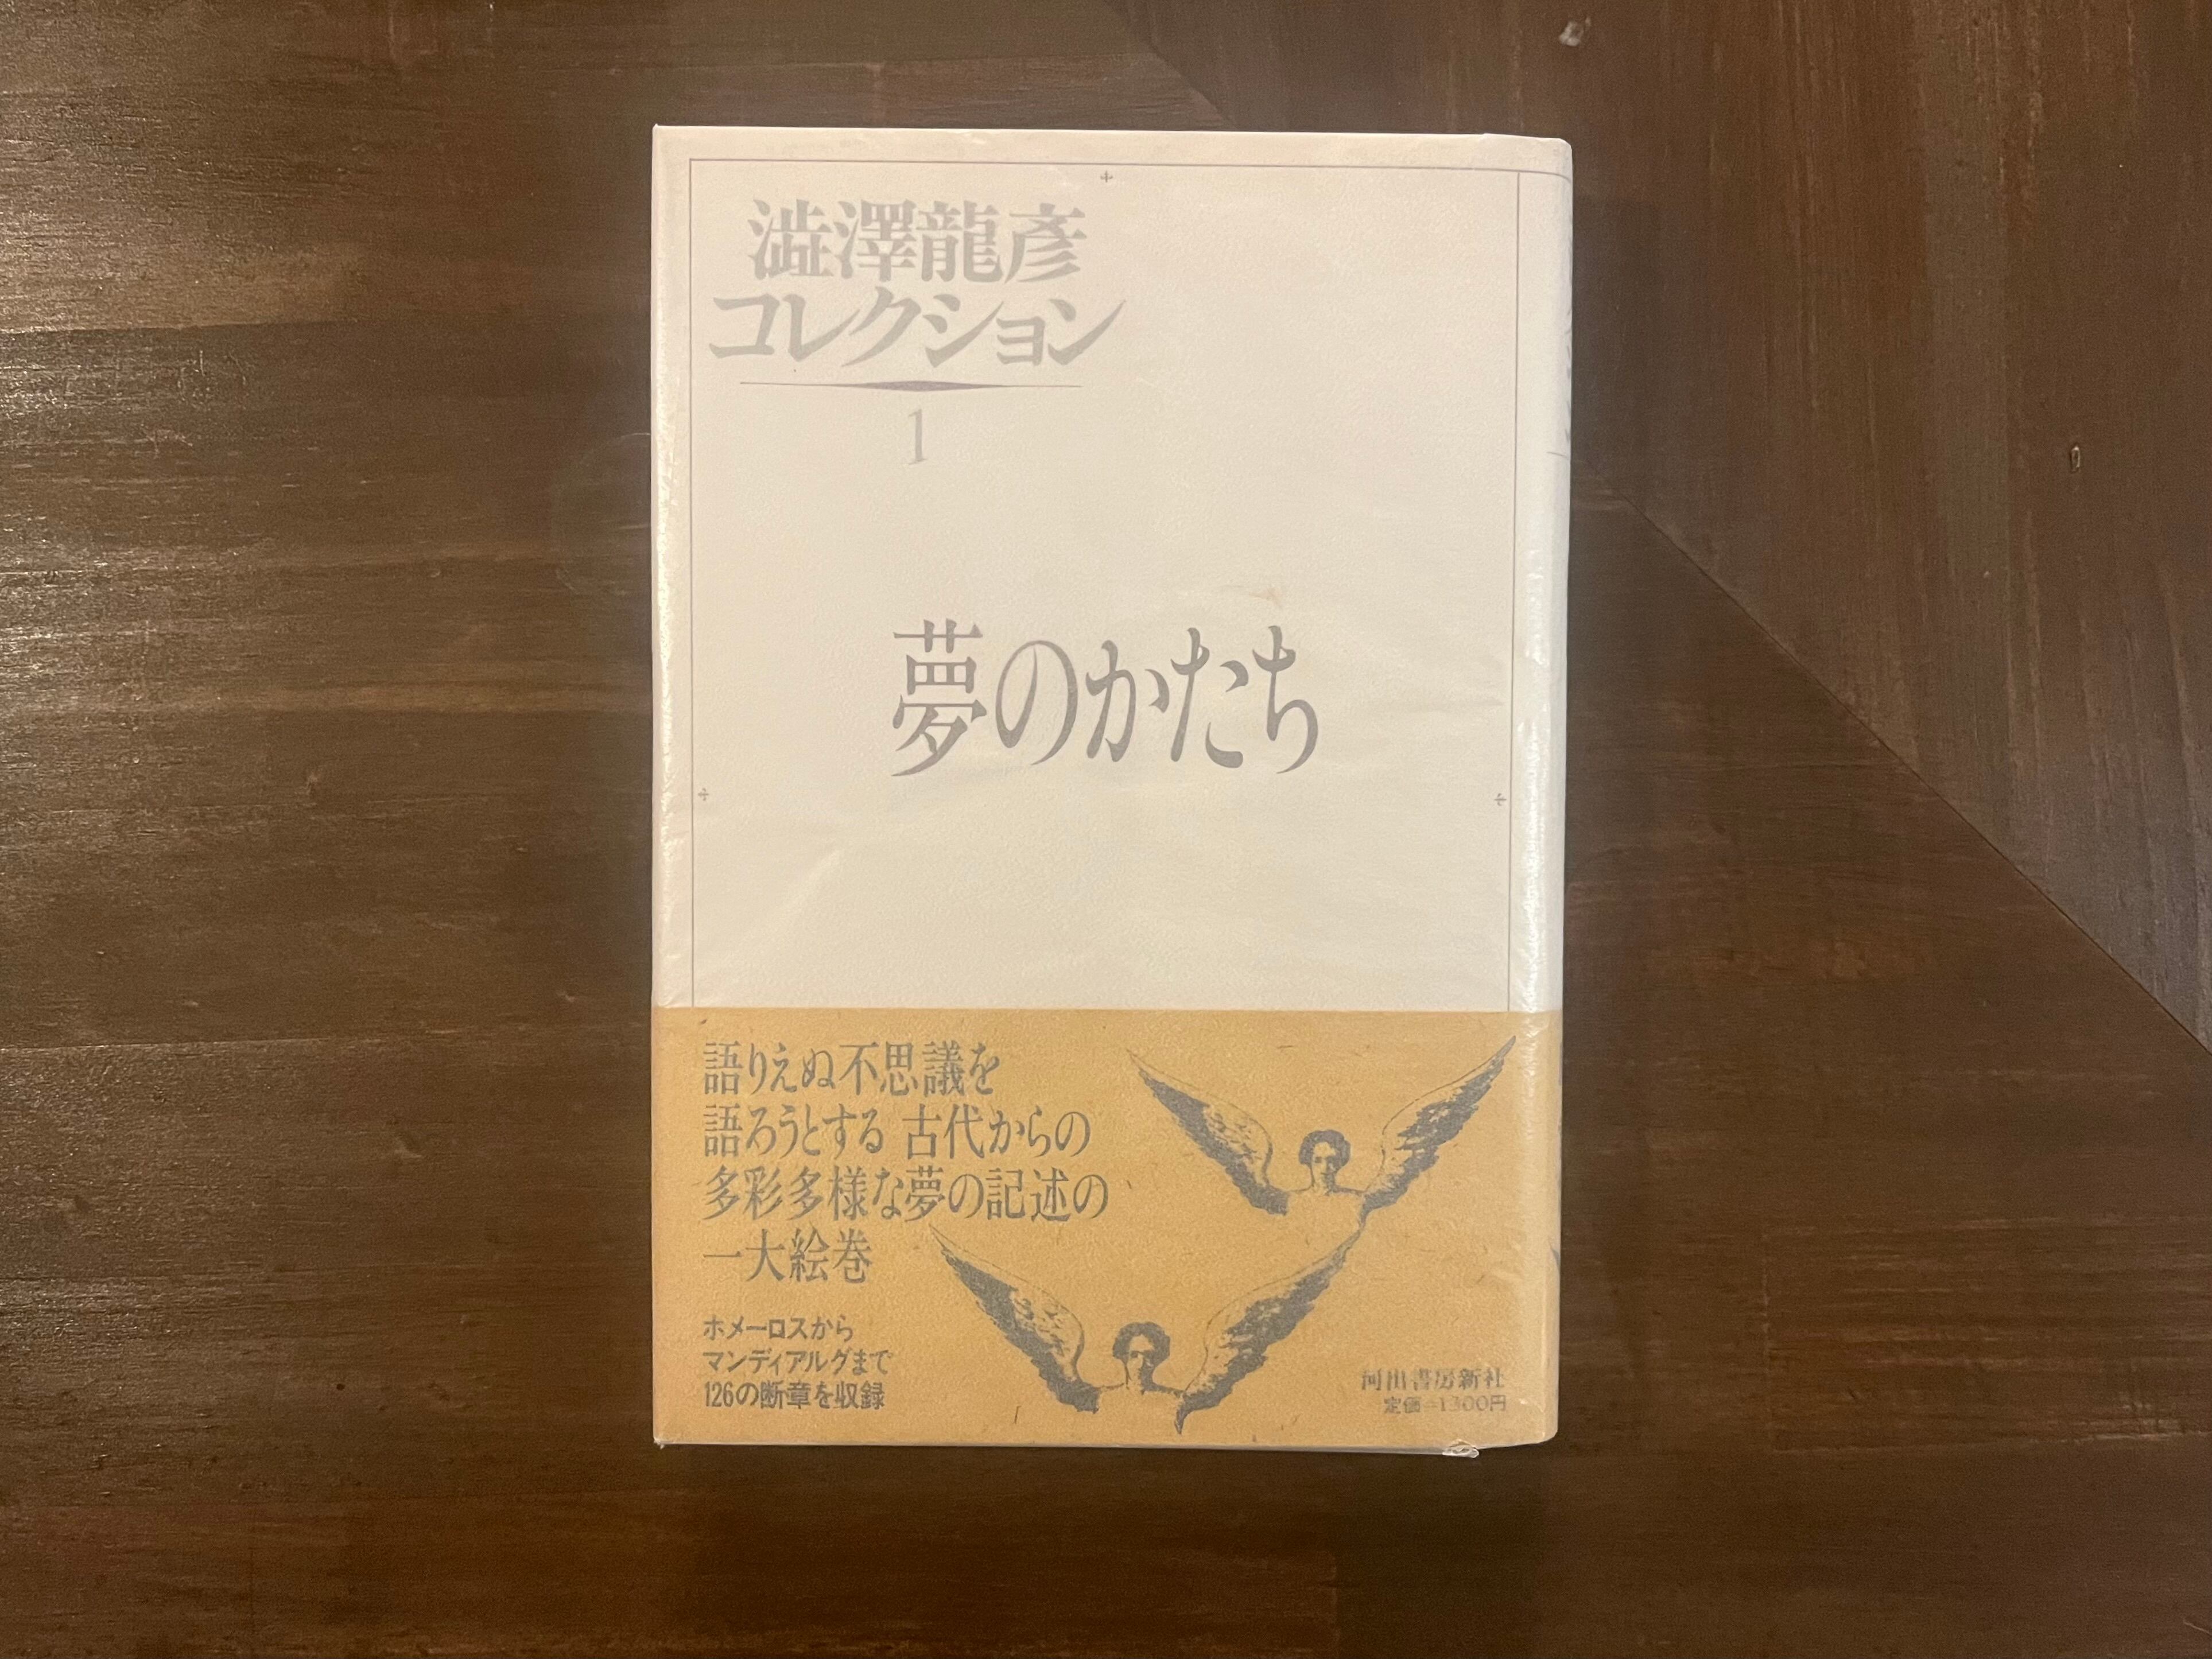 澁澤龍彥
コレクション
1
夢のかたち
語りえぬ不思議を
語ろうとする 古代からの
多彩多様な夢の記述の
一大絵巻
ホメーロスから
マンディアルグまで
126の断章を収録
河出書房新社
定価=1300円